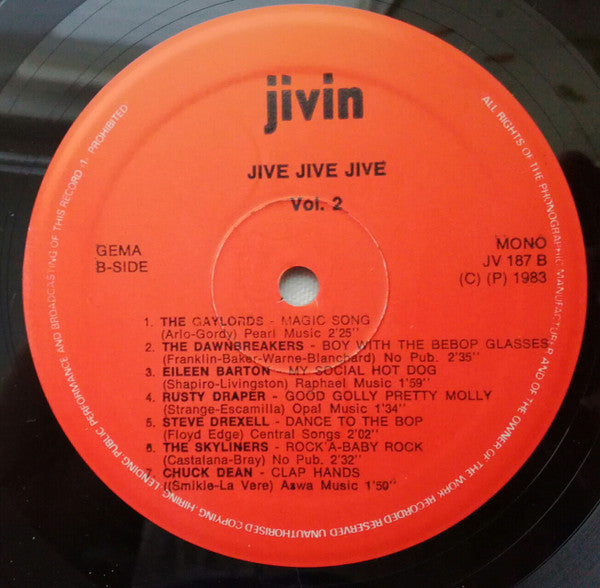 jivin
JIVE JIVE JIVE
Vol. 2
GEMA
B-SIDE
MONO
JV 187 B
(C) (P) 1983
1. THE GAYLORDS - MAGIC SONG
(Arlo-Gordy) Pearl Music 2'25"
2. THE DAWNBREAKERS - BOY WITH THE BEBOP GLASSES
(Franklin-Baker-Warne-Blanchard) No Pub. 2'35"
3. EILEEN BARTON - MY SOCIAL HOT DOG
(Shapiro-Livingston) Raphael Music 1'59"
4. RUSTY DRAPER - GOOD GOLLY PRETTY MOLLY
(Strange-Escamilla) Opal Music 1'34"
5. STEVE DREXELL - DANCE TO THE BOP
(Floyd Edge) Central Songs 2'02"
6. THE SKYLINERS - ROCK'A-BABY ROCK
(Castalana-Bray) No Pub. 2'32"
7. CHUCK DEAN - CLAP HANDS
(Smikle-La Vere) Aswa Music 1'50"
ALL RIGHTS OF THE PHONOGRAPHIC MANUFACTURER AND OF THE OWNER OF THE WORK RECORDED RESERVED UNAUTHORISED COPYING, HIRING, LENDING, PUBLIC PERFORMANCE AND BROADCASTING OF THIS RECORD : PROHIBITED